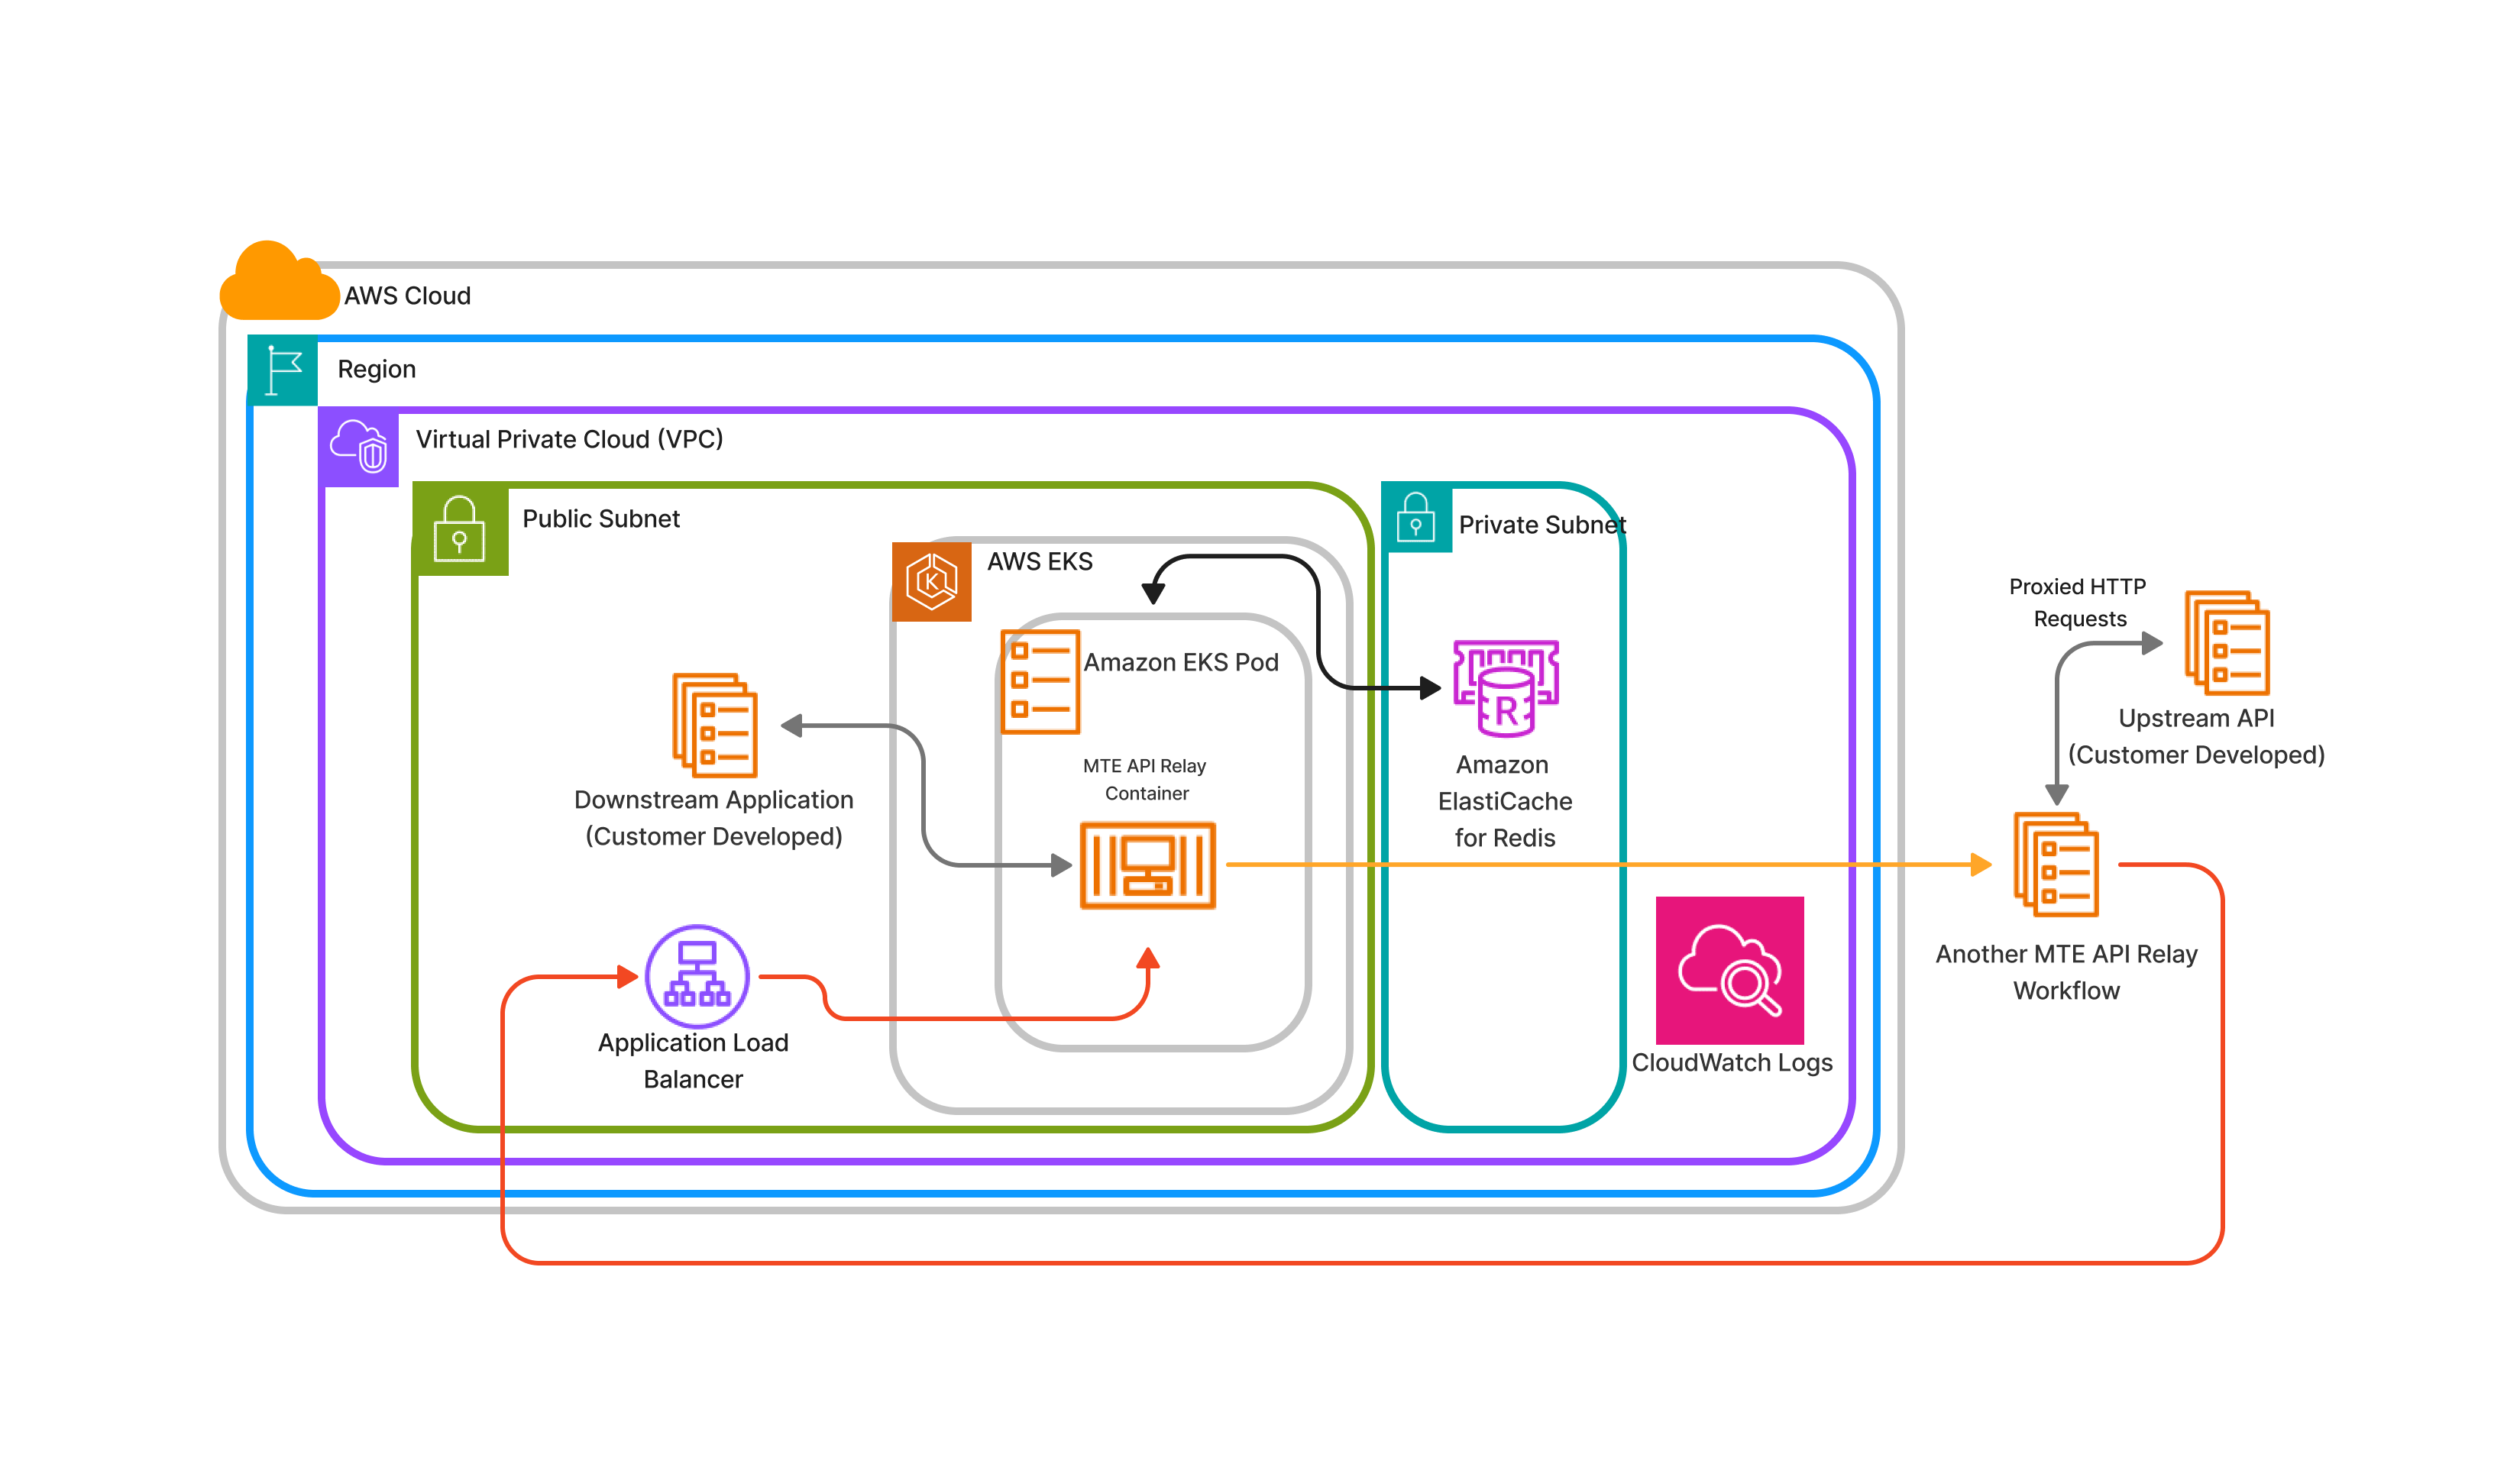 AWS Cloud
Region
Virtual Private Cloud (VPC)
Public Subnet
Private Subnet
AWS EKS
K
Amazon EKS Pod
MTE API Relay
Container
Downstream Application
(Customer Developed)
Application Load
Balancer
R
Amazon
ElastiCache
for Redis
CloudWatch Logs
Proxied HTTP
Requests
Upstream API
(Customer Developed)
Another MTE API Relay
Workflow